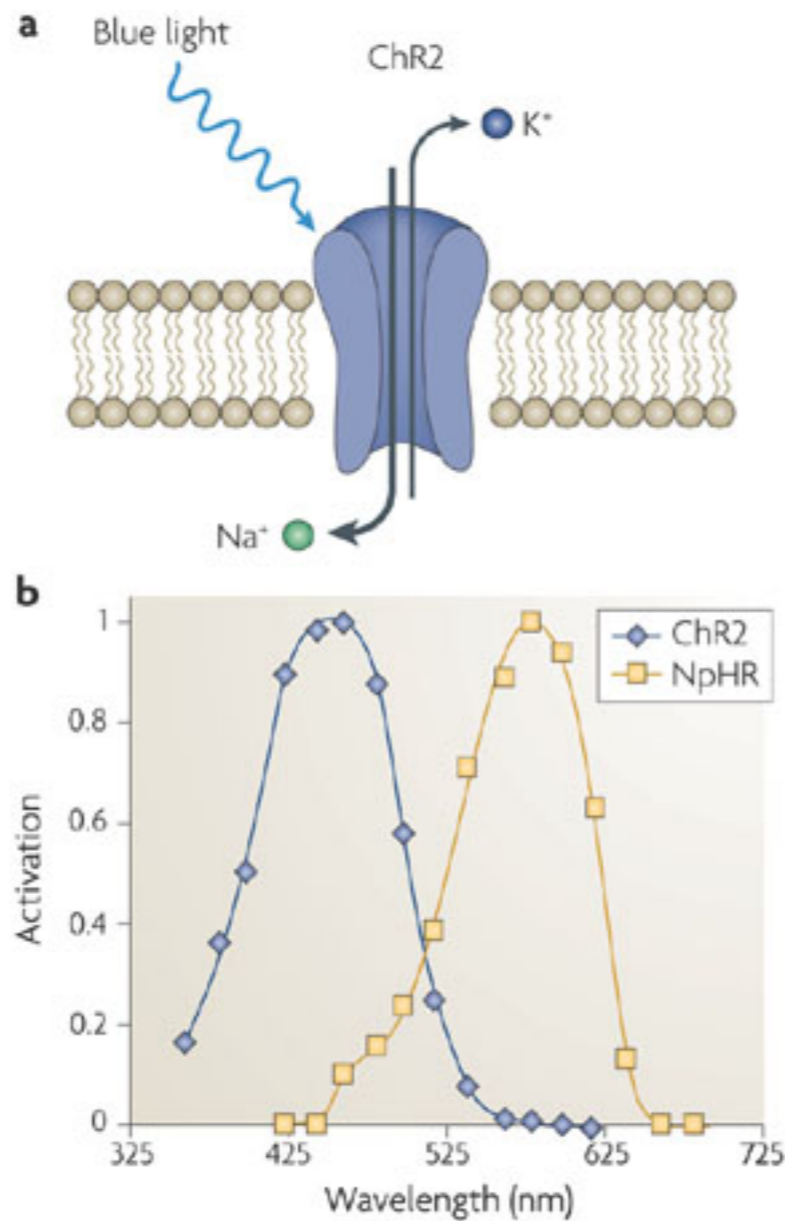 a
Blue light
ChR2
K⁺
Na⁺
b
1
0.8
0.6
0.4
0.2
0
Activation
325 425 525 625 725
Wavelength (nm)
ChR2
NpHR